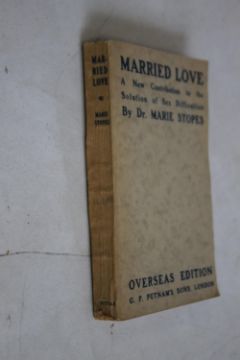 MAR-
RIED
LOVE
MARIE
STOPES
MARRIED LOVE
A New Contribution to the
Solution of Sex Difficulties
By Dr. MARIE STOPES
OVERSEAS EDITION
G. P. PUTNAM'S SONS, LONDON